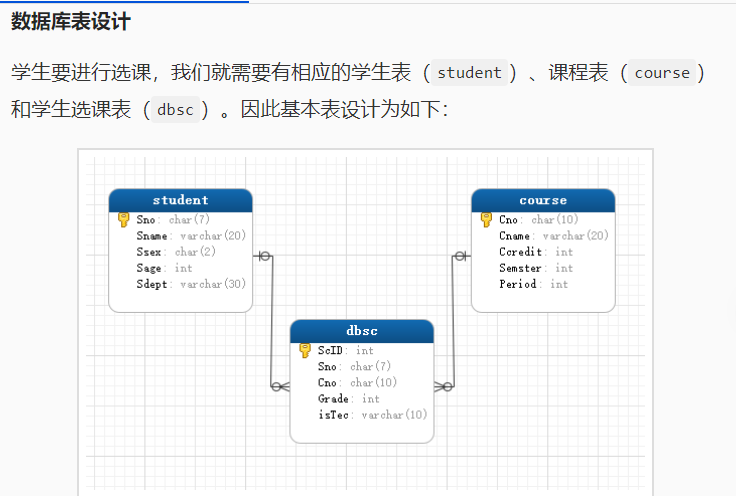 数据库表设计
学生要进行选课，我们就需要有相应的学生表（student）、课程表（course）
和学生选课表（dbsc）。因此基本表设计为如下：
student
Sno: char(7)
Sname: varchar(20)
Ssex: char(2)
Sage: int
Sdept: varchar(30)
course
Cno: char(10)
Cname: varchar(20)
Ccredit: int
Semster: int
Period: int
dbsc
ScID: int
Sno: char(7)
Cno: char(10)
Grade: int
isTec: varchar(10)